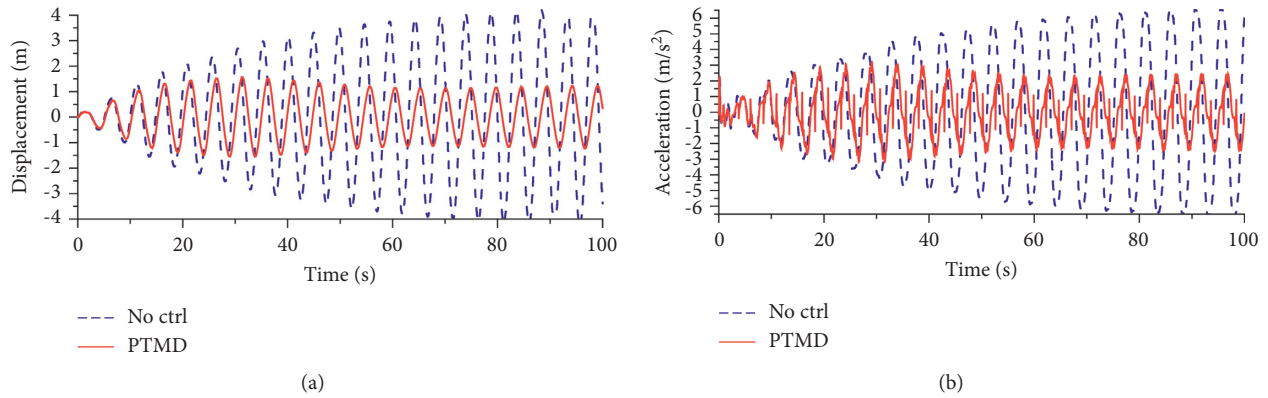 4
3
2
1
0
-1
-2
-3
-4
Displacement (m)
0 20 40 60 80 100
Time (s)
No ctrl
PTMD
(a)
6
5
4
3
2
1
0
-1
-2
-3
-4
-5
-6
Acceleration (m/s²)
0 20 40 60 80 100
Time (s)
No ctrl
PTMD
(b)